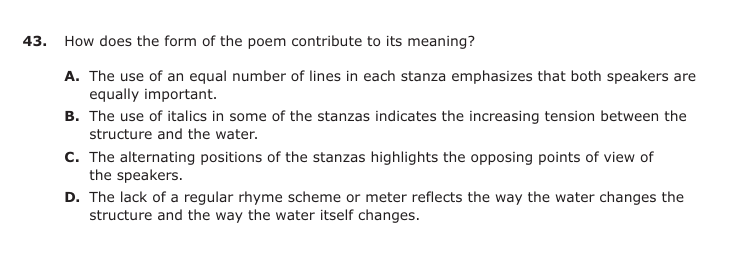 43. How does the form of the poem contribute to its meaning?
A. The use of an equal number of lines in each stanza emphasizes that both speakers are
equally important.
B. The use of italics in some of the stanzas indicates the increasing tension between the
structure and the water.
C. The alternating positions of the stanzas highlights the opposing points of view of
the speakers.
D. The lack of a regular rhyme scheme or meter reflects the way the water changes the
structure and the way the water itself changes.